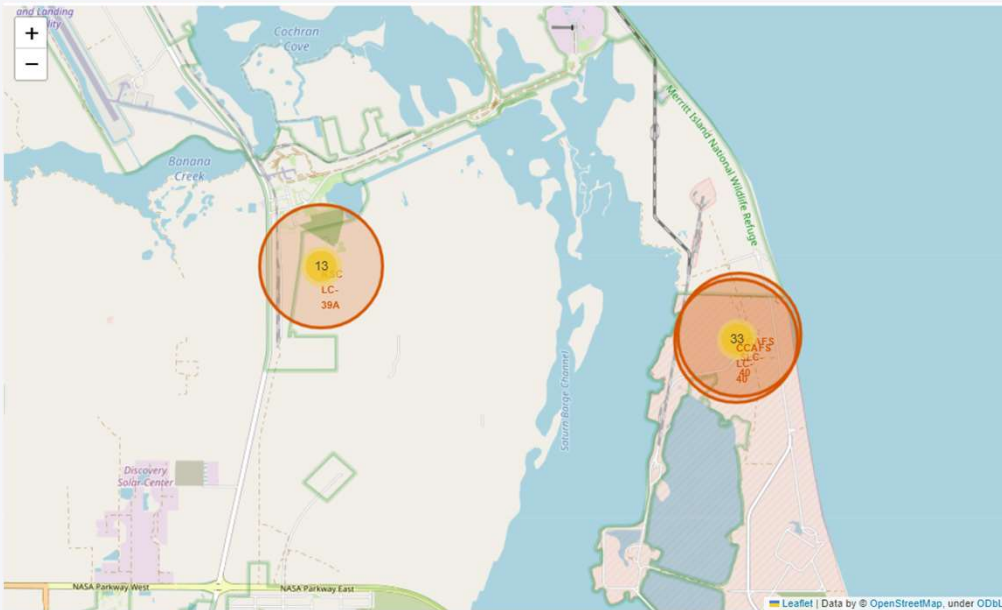 and Landing
+
−
Cochran
Cove
Merritt Island National Wildlife Refuge
Banana
Creek
13
LC-
39A
33
CCAFS
LC-
40
40
Saturn Barge Channel
Discovery
Solar Center
NASA Parkway West
NASA Parkway East
Leaflet | Data by © OpenStreetMap, under ODbL